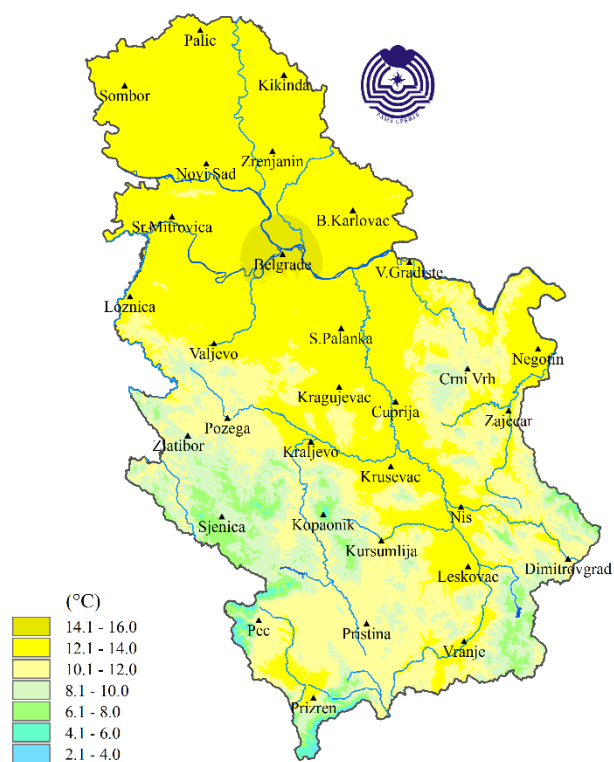 Palic
Kikinda
Sombor
Zrenjanin
Novi Sad
B.Karlovac
Sr.Mitrovica
Belgrade
V.Gradiste
Loznica
S.Palanka
Valjevo
Negotin
Crni Vrh
Kragujevac
Cuprija
Zajecar
Pozega
Zlatibor
Kraljevo
Krusevac
Nis
Sjenica
Kopaonik
Kursumlija
Dimitrovgrad
Leskovac
(°C)
14.1 - 16.0
12.1 - 14.0
10.1 - 12.0
8.1 - 10.0
6.1 - 8.0
4.1 - 6.0
2.1 - 4.0
Pec
Pristina
Vranje
Prizren